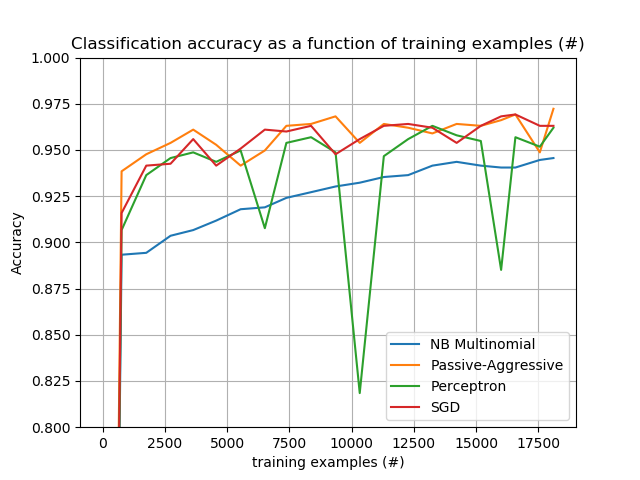 Classification accuracy as a function of training examples (#)
1.000
0.975
0.950
0.925
0.900
0.875
0.850
0.825
0.800
Accuracy
NB Multinomial
Passive-Aggressive
Perceptron
SGD
0 2500 5000 7500 10000 12500 15000 17500
training examples (#)